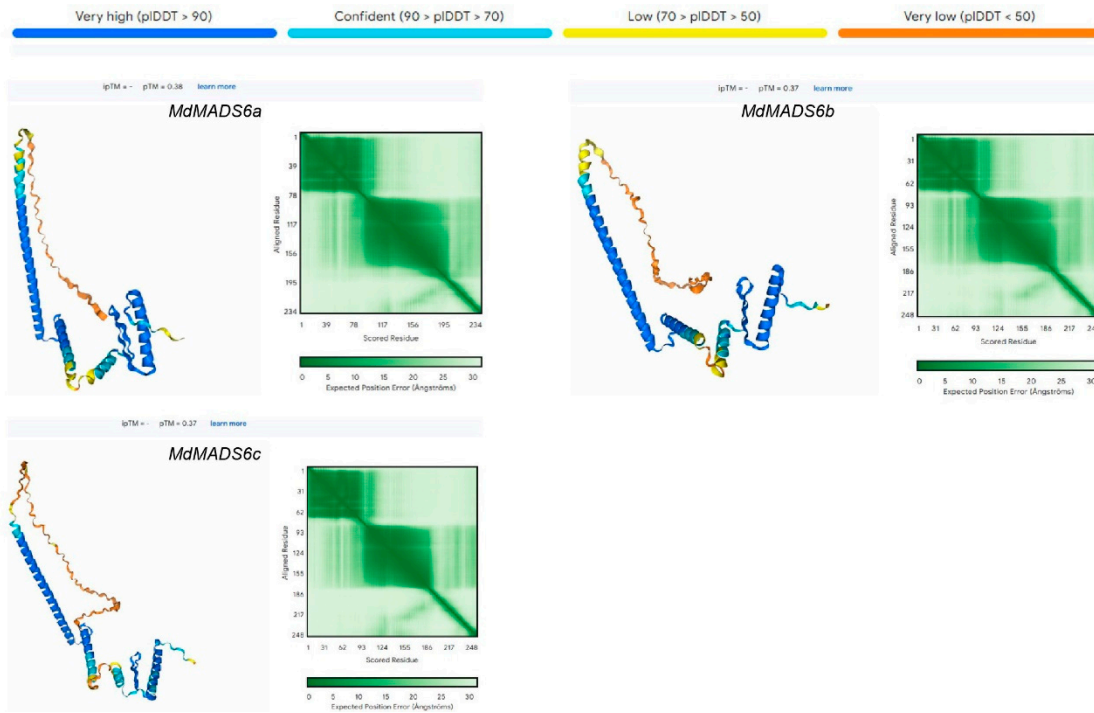 Very high (pIDDT > 90)
Confident (90 > pIDDT > 70)
Low (70 > pIDDT > 50)
Very low (pIDDT < 50)
ipTM = - pTM = 0.38 learn more
MdMADS6a
1
39
78
117
156
195
234
Aligned Residue
1 39 78 117 156 195 234
Scored Residue
0 5 10 15 20 25 30
Expected Position Error (Ångströms)
ipTM = - pTM = 0.37 learn more
MdMADS6b
1
31
62
93
124
155
186
217
248
Aligned Residue
1 31 62 93 124 155 186 217
Scored Residue
0 5 10 15 20 25 30
Expected Position Error (Ångströms)
ipTM = - pTM = 0.37 learn more
MdMADS6c
1
31
62
93
124
155
186
217
248
Aligned Residue
1 31 62 93 124 155 186 217 248
Scored Residue
0 5 10 15 20 25 30
Expected Position Error (Ångströms)